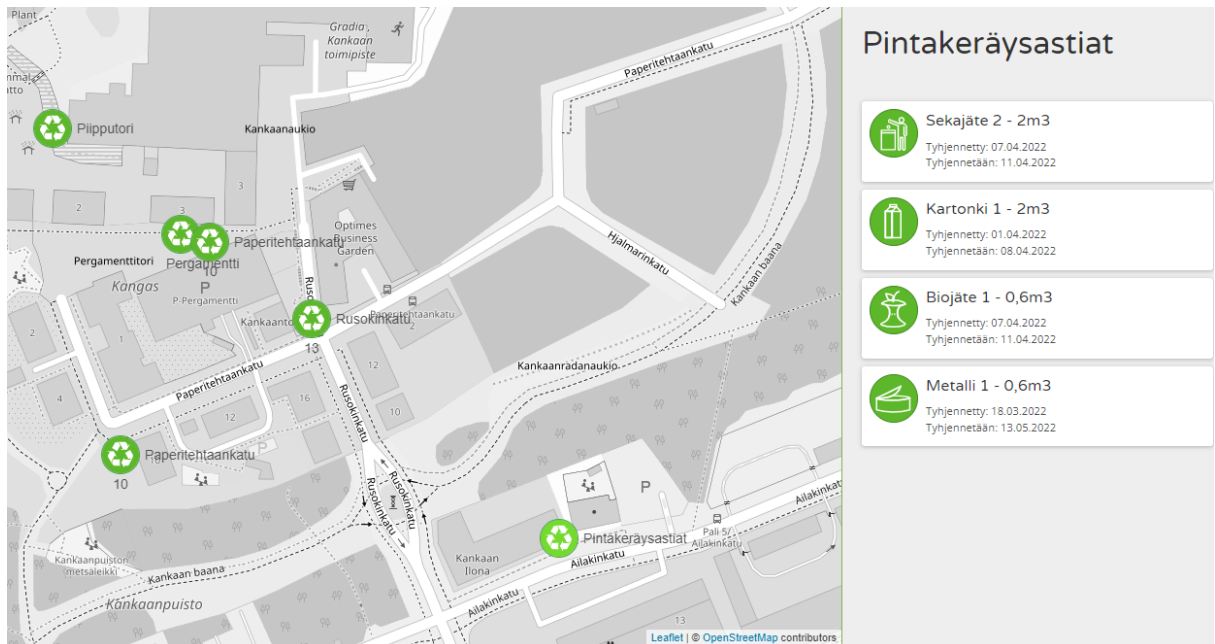 Plant
Gradia,
Kankaan
toimipiste
Paperitehtaankatu
Piipputori
Kankaanaukio
3
2
3
Optimes
Business
Garden
Paperitehtaankatu
10
Pergamenttitori
Pergamentti
Kangas
P
P-Pergamentti
Hjalmarinkatu
Kankaan baana
Rusokinkatu
13
Paperitehtaankatu
2
2
1
12
Kankaanradanaukio
Paperitehtaankatu
4
16
12
10
Rusokinkatu
P
Paperitehtaankatu
10
Rusokinkatu
Rusokinkatu
P
Pintakeräysastiat
Pali 5/
Ailakinkatu
Kankaan
Ilona
Ailakinkatu
Kankaanpuiston
metsäleikki
Kankaan baana
Kankaanpuisto
Ailakinkatu
13
Leaflet | © OpenStreetMap contributors
Pintakeräysastiat
Sekajäte 2 - 2m3
Tyhjennetty: 07.04.2022
Tyhjennetään: 11.04.2022
Kartonki 1 - 2m3
Tyhjennetty: 01.04.2022
Tyhjennetään: 08.04.2022
Biojäte 1 - 0,6m3
Tyhjennetty: 07.04.2022
Tyhjennetään: 11.04.2022
Metalli 1 - 0,6m3
Tyhjennetty: 18.03.2022
Tyhjennetään: 13.05.2022